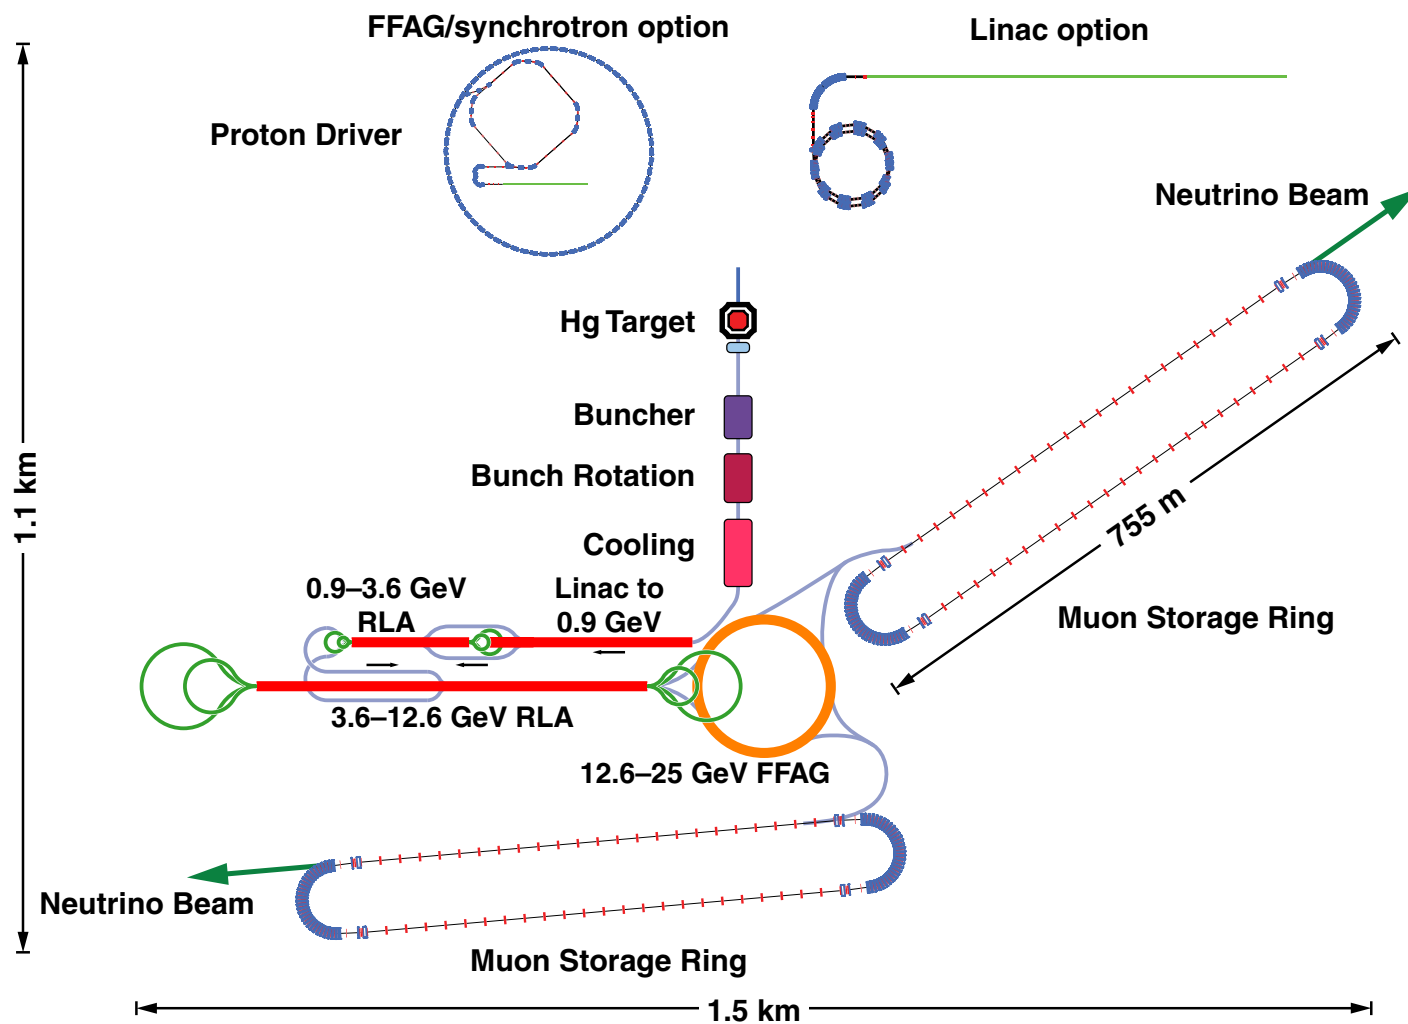 FFAG/synchrotron option
Linac option
Proton Driver
Neutrino Beam
Hg Target
Buncher
Bunch Rotation
Cooling
1.1 km
755 m
0.9–3.6 GeV
RLA
Linac to
0.9 GeV
Muon Storage Ring
3.6–12.6 GeV RLA
12.6–25 GeV FFAG
Neutrino Beam
Muon Storage Ring
1.5 km